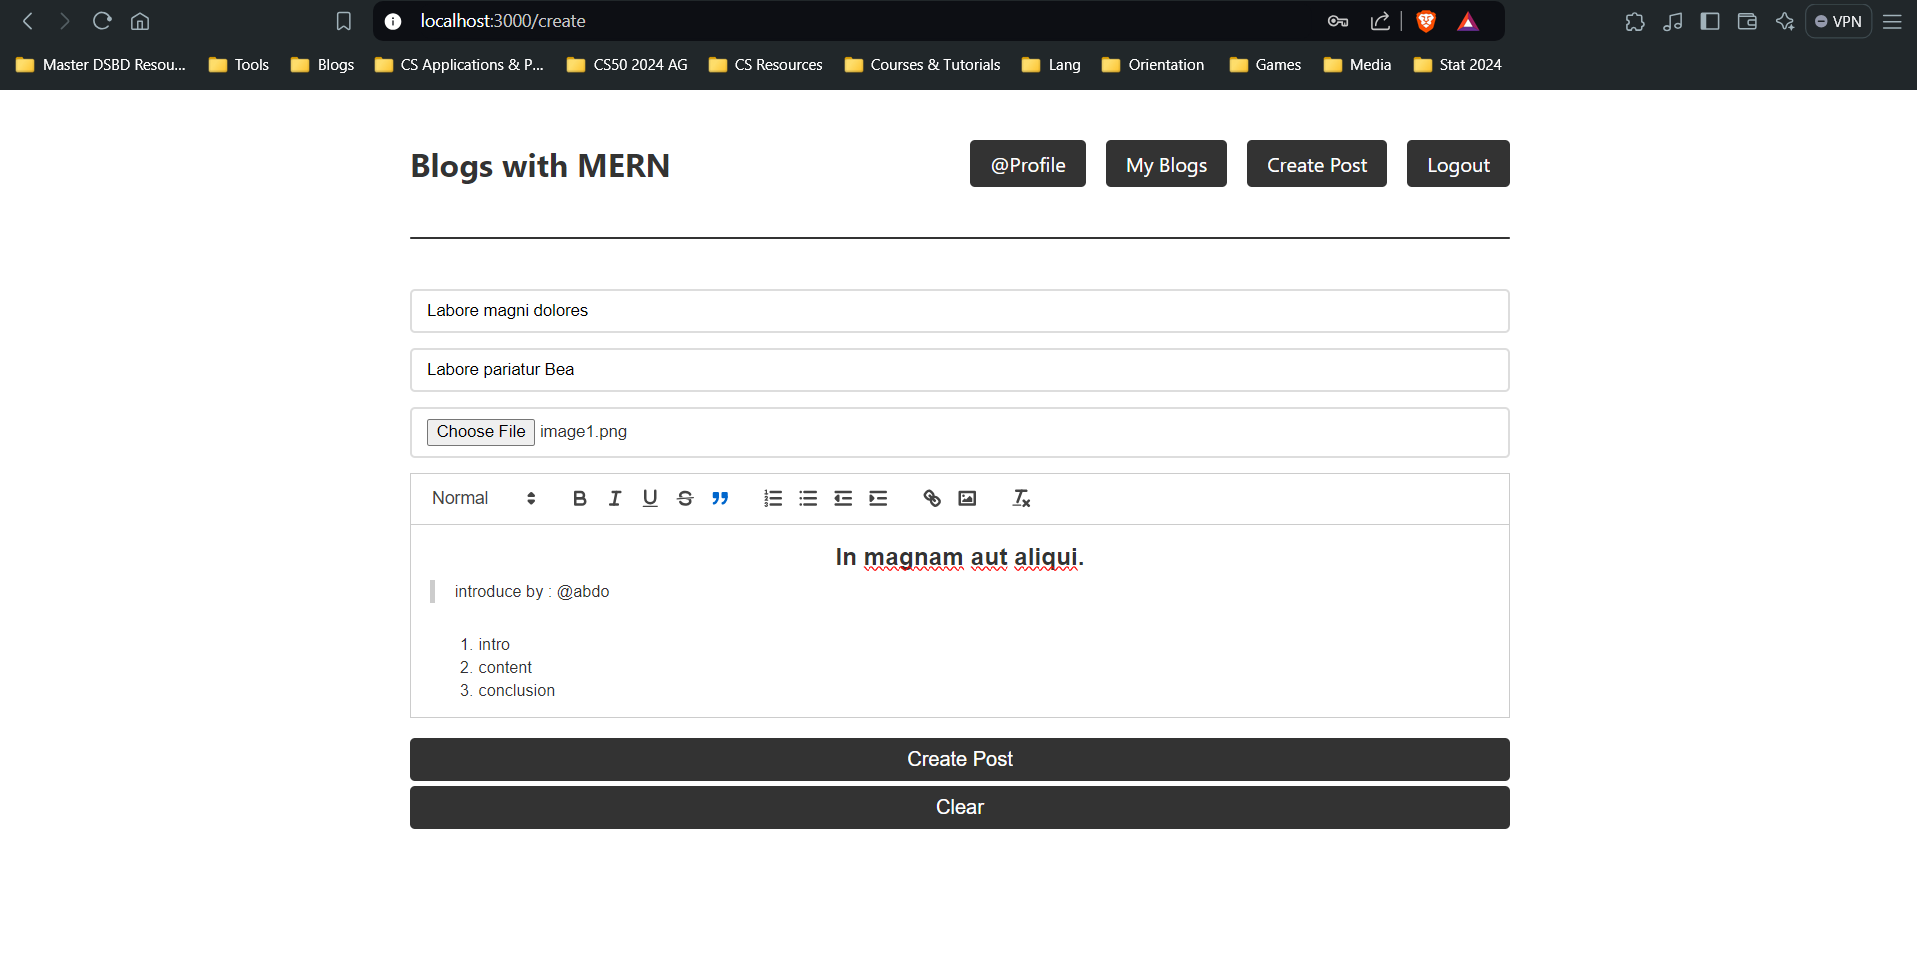 localhost:3000/create
VPN
Master DSBD Resou... Tools Blogs CS Applications & P... CS50 2024 AG CS Resources Courses & Tutorials Lang Orientation Games Media Stat 2024
Blogs with MERN @Profile My Blogs Create Post Logout
Labore magni dolores
Labore pariatur Bea
Choose File image1.png
Normal
In magnam aut aliqui.
introduce by : @abdo
1. intro
2. content
3. conclusion
Create Post
Clear